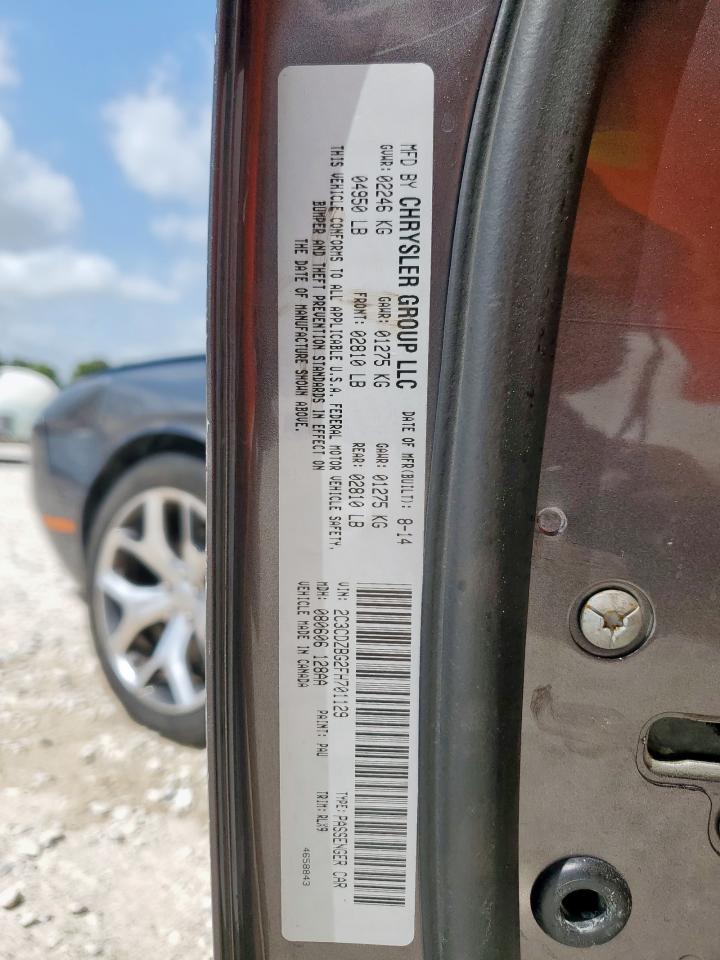 MFD BY CHRYSLER GROUP LLC
DATE OF MFR(BUILT): 8-14
GVWR: 02246 KG GAWR: 01275 KG GAWR: 01275 KG
04950 LB FRONT: 02810 LB REAR: 02810 LB
THIS VEHICLE CONFORMS TO ALL APPLICABLE U.S.A. FEDERAL MOTOR VEHICLE SAFETY,
BUMPER AND THEFT PREVENTION STANDARDS IN EFFECT ON
THE DATE OF MANUFACTURE SHOWN ABOVE.
VIN: 2C3CDZBG2FH701129 TYPE: PASSENGER CAR
MDH: 080606 128AA PAINT: PAU TRIM: RLX9
VEHICLE MADE IN CANADA 4658843